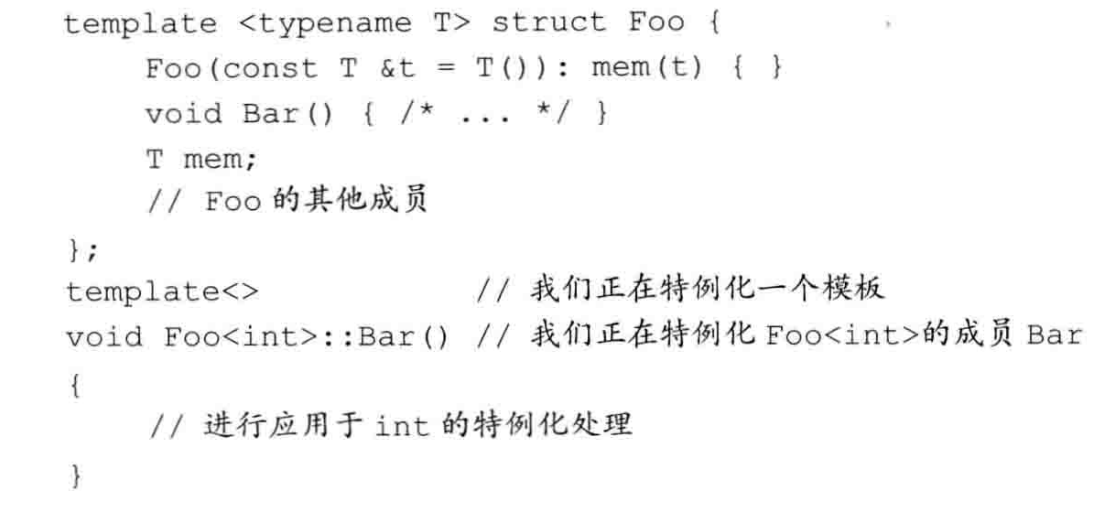 template <typename T> struct Foo {
    Foo(const T &t = T()): mem(t) { }
    void Bar() { /* ... */ }
    T mem;
    // Foo 的其他成员
};
template<>           // 我们正在特例化一个模板
void Foo<int>::Bar() // 我们正在特例化 Foo<int>的成员 Bar
{
    // 进行应用于 int 的特例化处理
}